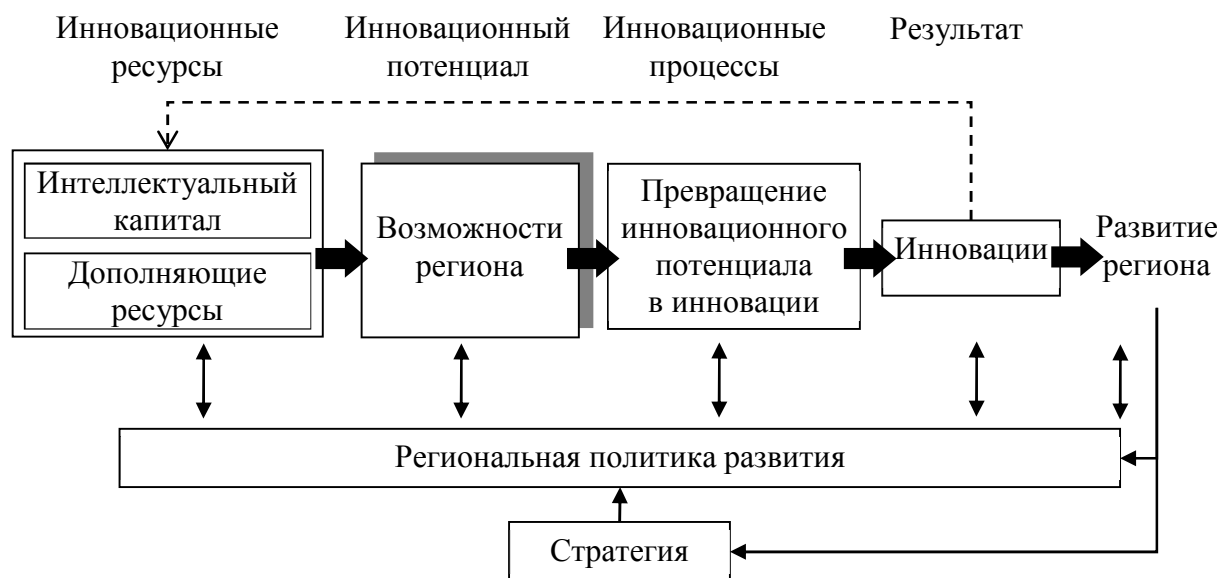 Инновационные
ресурсы
Инновационный
потенциал
Инновационные
процессы
Результат
Интеллектуальный
капитал
Дополняющие
ресурсы
Возможности
региона
Превращение
инновационного
потенциала
в инновации
Инновации
Развитие
региона
Региональная политика развития
Стратегия